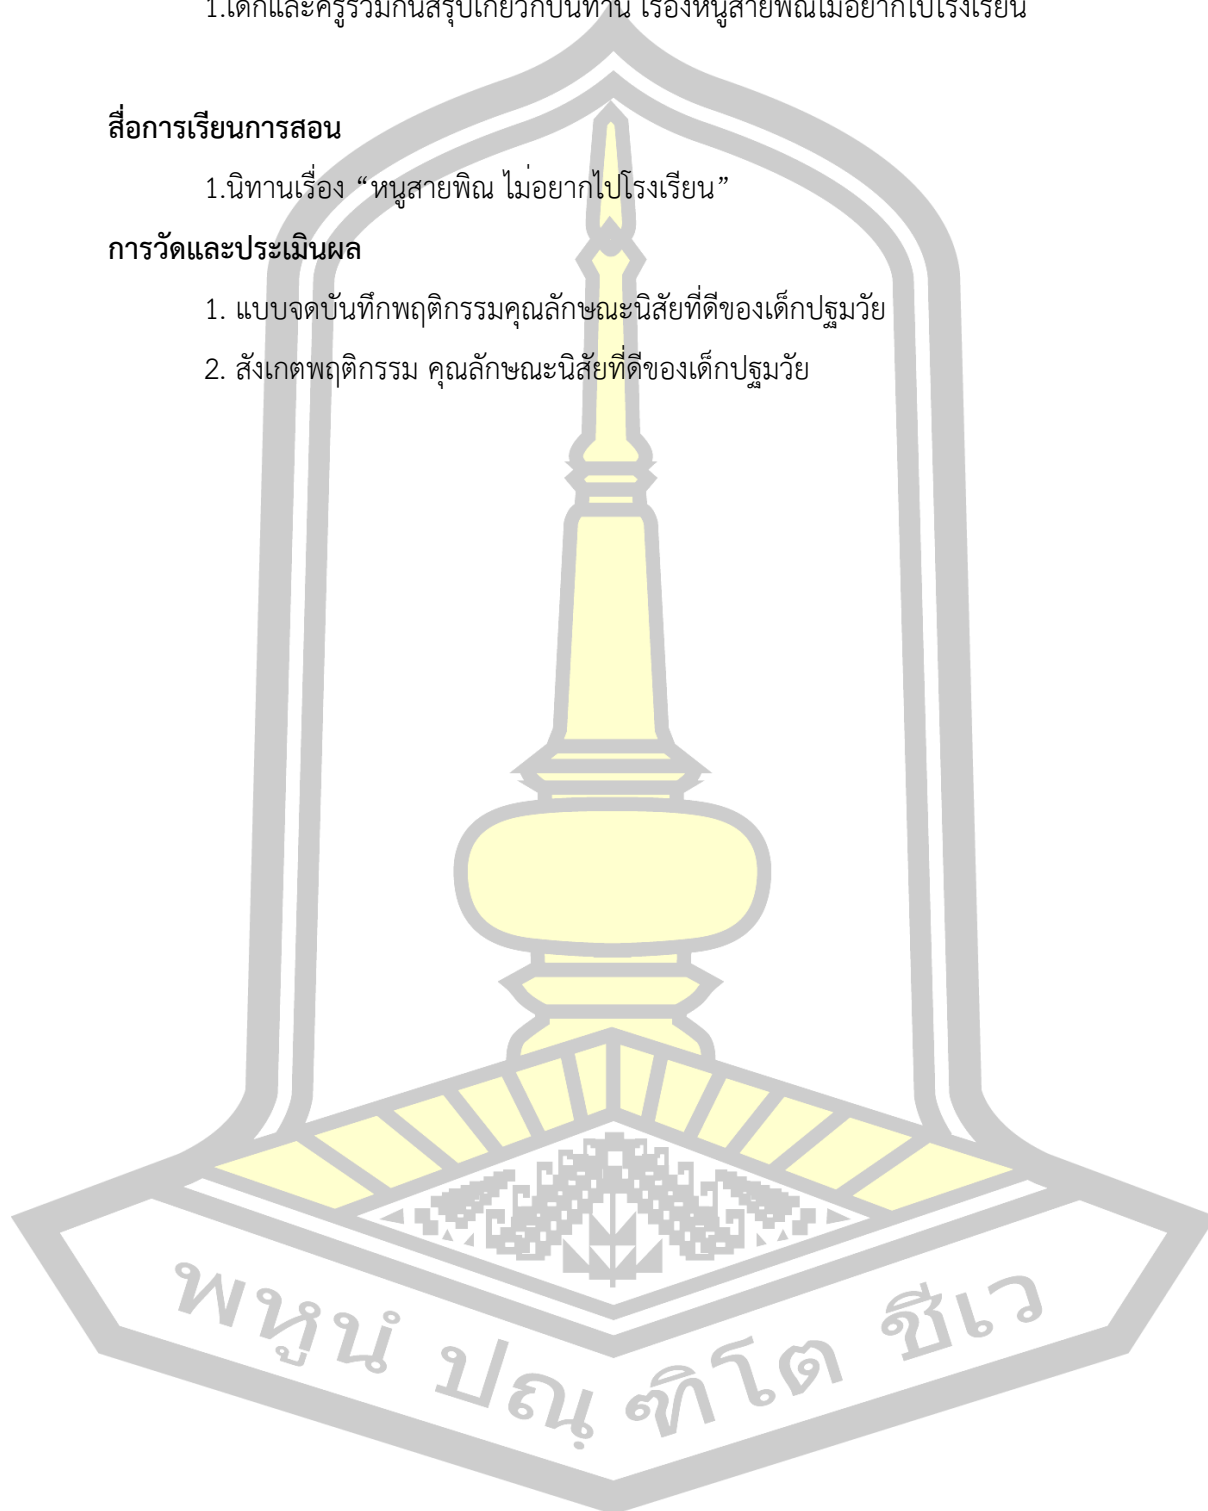 1.เด็กและครูร่วมกันสรุปเกี่ยวกับนิทาน เรื่องหนูสายพิณไม่อยากไปโรงเรียน
สื่อการเรียนการสอน
1.นิทานเรื่อง “หนูสายพิณ ไม่อยากไปโรงเรียน”
การวัดและประเมินผล
1. แบบจดบันทึกพฤติกรรมคุณลักษณะนิสัยที่ดีของเด็กปฐมวัย
2. สังเกตพฤติกรรม คุณลักษณะนิสัยที่ดีของเด็กปฐมวัย
พหูนํ ปณฺ ฑิโต ชีเว